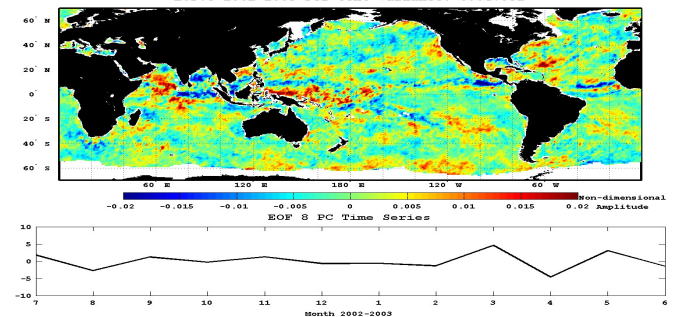 60° N
40° N
20° N
0°
20° S
40° S
60° S
60 E 120 E 180 E 120 W 60 W
-0.02 -0.015 -0.01 -0.005 0 0.005 0.01 0.015 0.02 Non-dimensional Amplitude
EOF 8 PC Time Series
10
5
0
-5
-10
7 8 9 10 11 12 1 2 3 4 5 6
Month 2002-2003